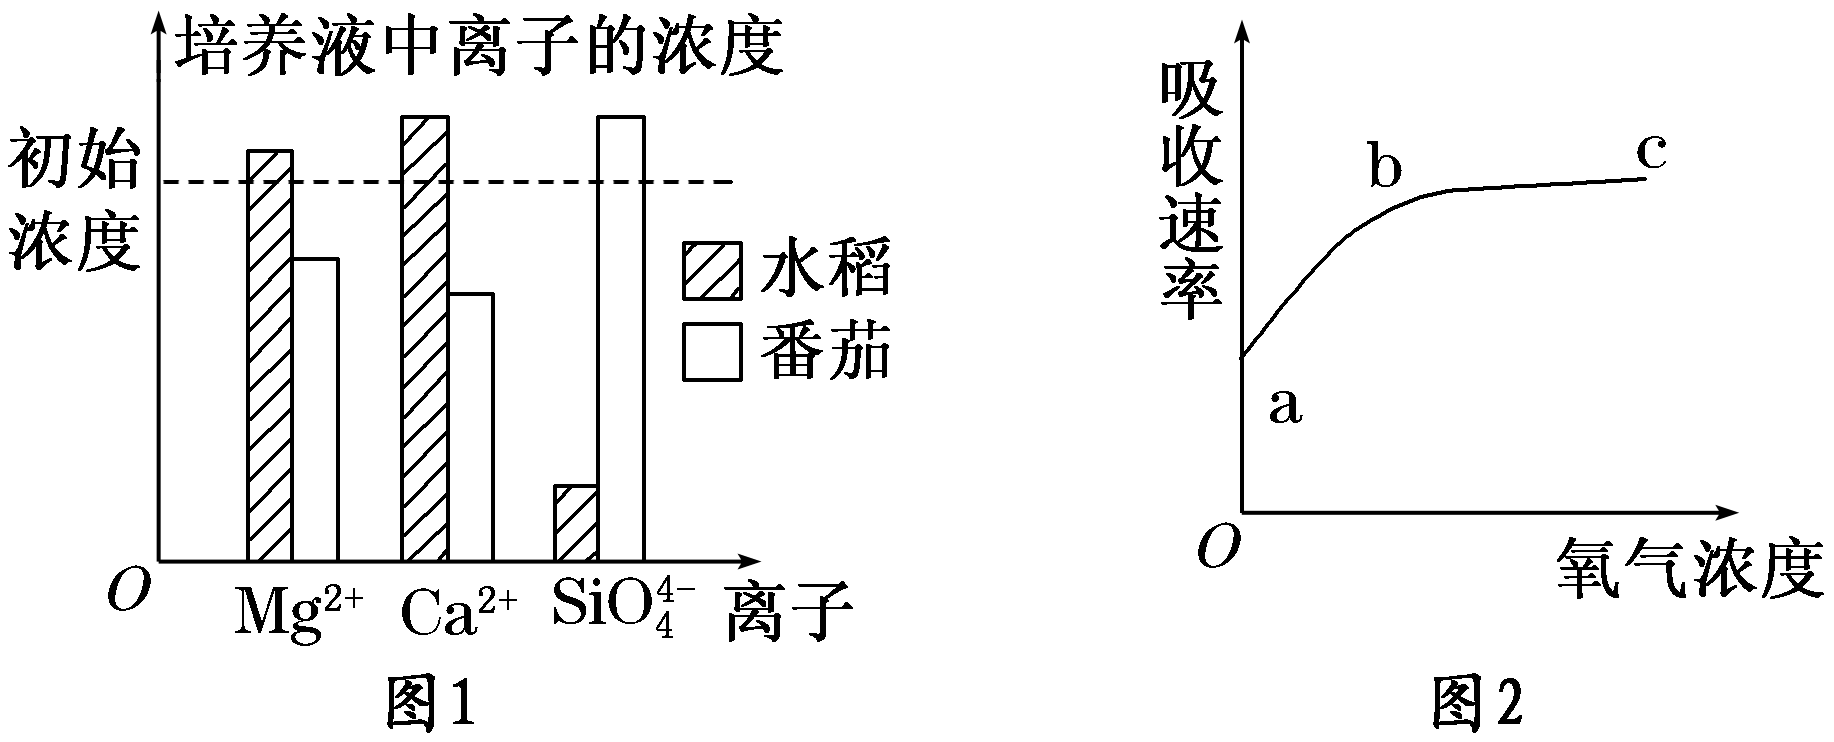 培养液中离子的浓度
初始
浓度
水稻
番茄
O
Mg²⁺
Ca²⁺
SiO₄⁴⁻
离子
图1
吸收速率
a
b
c
O
氧气浓度
图2